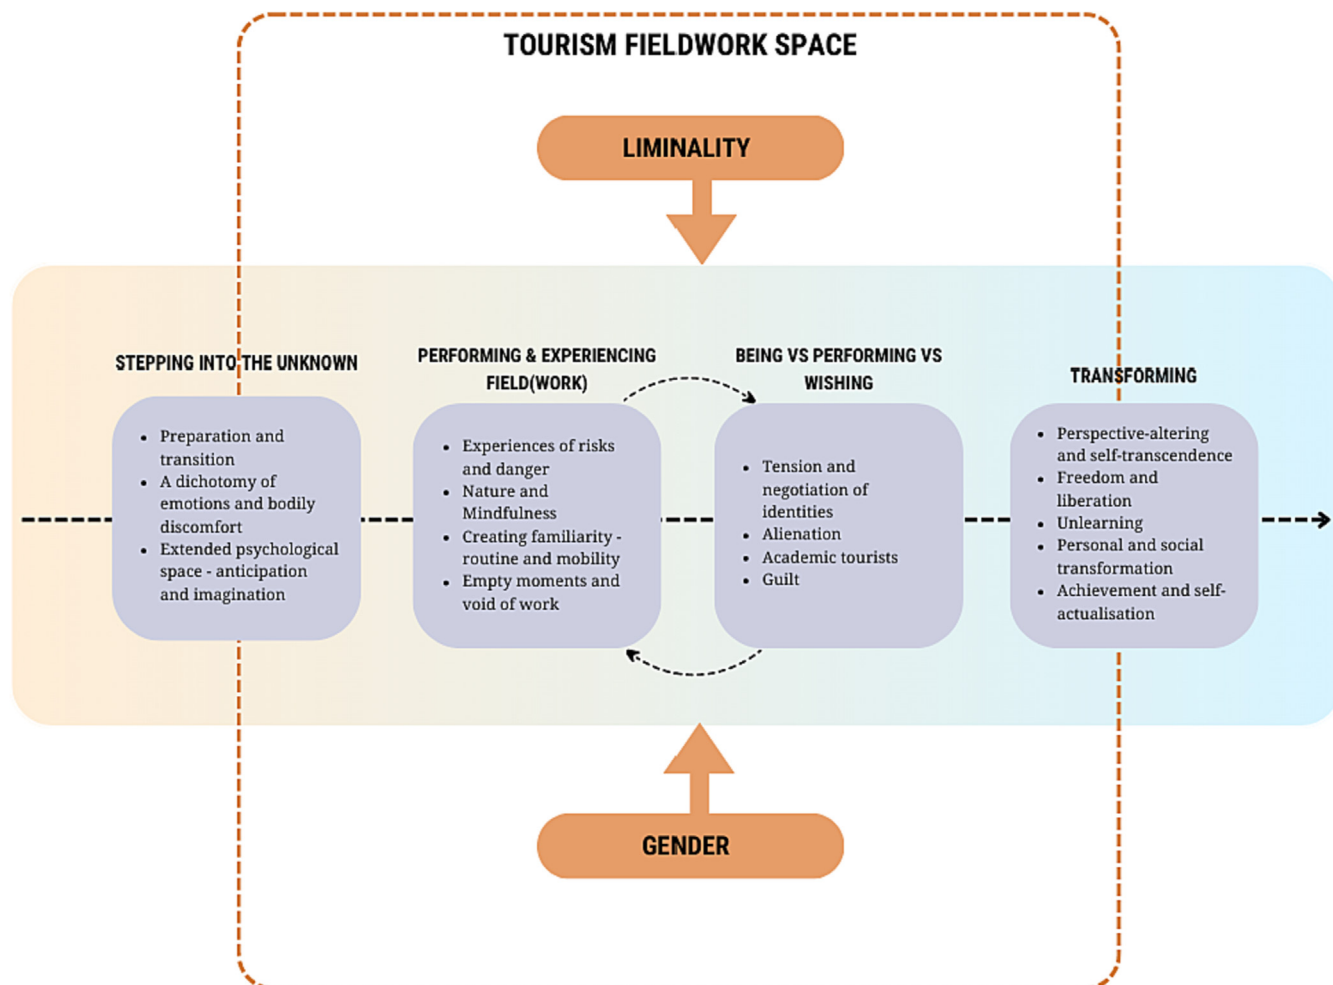 TOURISM FIELDWORK SPACE
LIMINALITY
STEPPING INTO THE UNKNOWN
• Preparation and
transition
• A dichotomy of
emotions and bodily
discomfort
• Extended psychological
space - anticipation
and imagination
PERFORMING & EXPERIENCING
FIELD(WORK)
• Experiences of risks
and danger
• Nature and
Mindfulness
• Creating familiarity -
routine and mobility
• Empty moments and
void of work
BEING VS PERFORMING VS
WISHING
• Tension and
negotiation of
identities
• Alienation
• Academic tourists
• Guilt
TRANSFORMING
• Perspective-altering
and self-transcendence
• Freedom and
liberation
• Unlearning
• Personal and social
transformation
• Achievement and self-
actualisation
GENDER